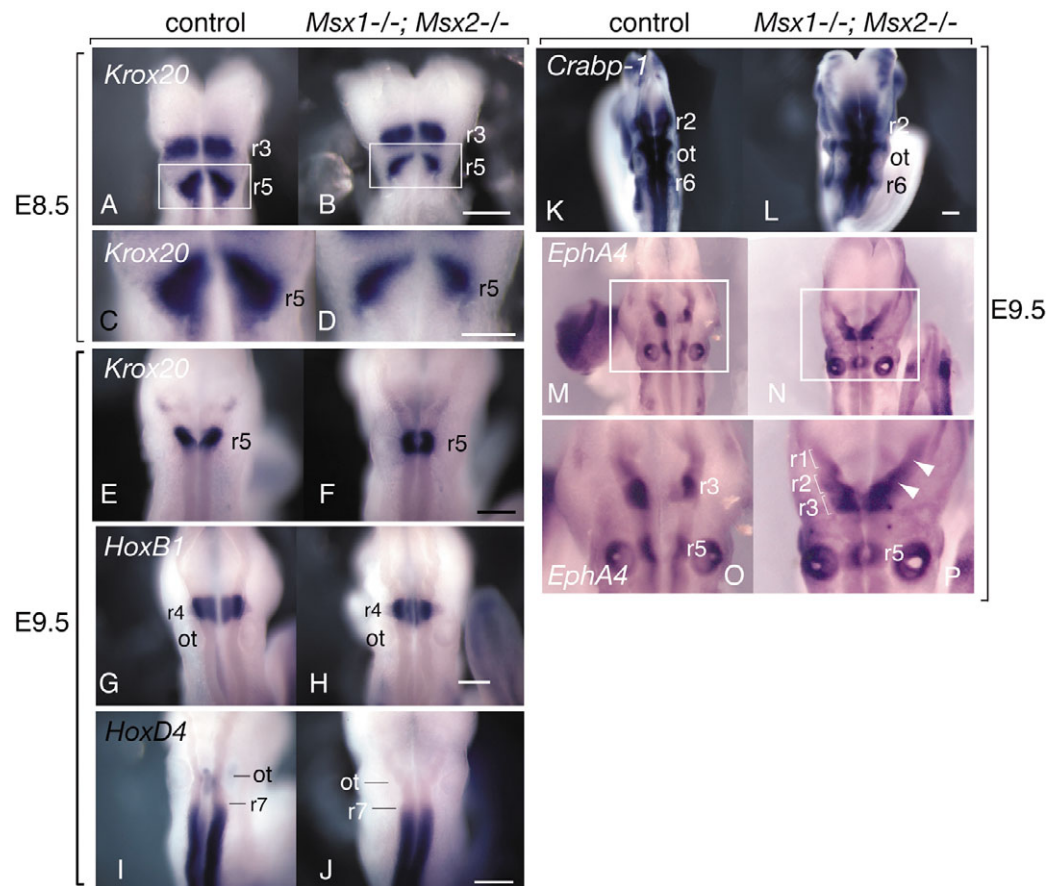 control Msx1-/-; Msx2-/- control Msx1-/-; Msx2-/-
E8.5
Krox20
r3 r3
r5 r5
A B
Krox20
r5 r5
C D
E9.5
Krox20
r5 r5
E F
HoxB1
r4 r4
ot ot
G H
HoxD4
ot ot
r7 r7
I J
E9.5
Crabp-1
r2 r2
ot ot
r6 r6
K L
EphA4
M N
r1
r2
r3 r3
r5 r5
EphA4 O P